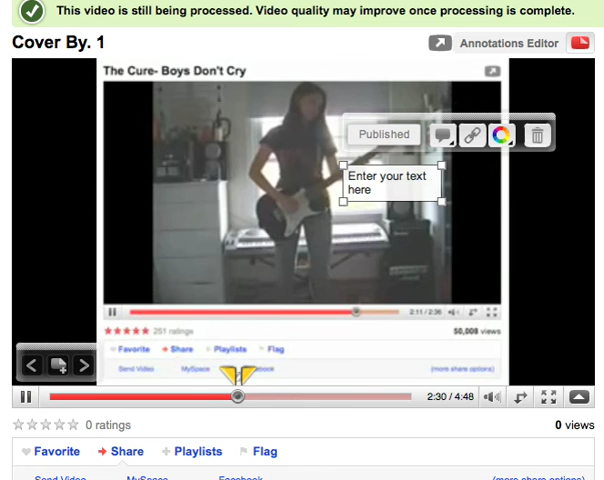 This video is still being processed. Video quality may improve once processing is complete.
Cover By. 1
Annotations Editor
The Cure- Boys Don't Cry
Published
Enter your text
here
2:11 / 2:36
251 ratings
50,008 views
Favorite Share Playlists Flag
Send Video MySpace
(more share options)
2:30 / 4:48
0 ratings
0 views
Favorite Share Playlists Flag
Send Video MySpace Facebook (more share options)